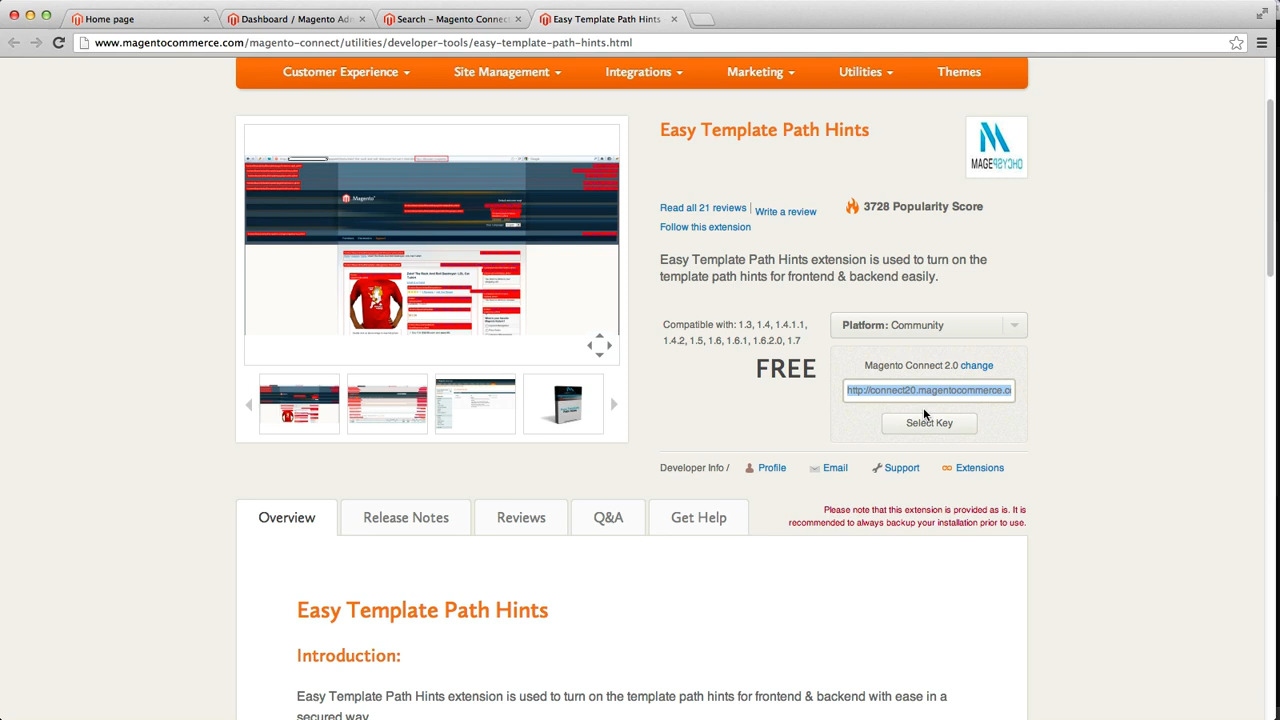 Home page
Dashboard / Magento Adm
Search – Magento Connect
Easy Template Path Hints
www.magentocommerce.com/magento-connect/utilities/developer-tools/easy-template-path-hints.html
Customer Experience
Site Management
Integrations
Marketing
Utilities
Themes
Easy Template Path Hints
Read all 21 reviews
Write a review
3728 Popularity Score
Follow this extension
Easy Template Path Hints extension is used to turn on the
template path hints for frontend & backend easily.
Compatible with: 1.3, 1.4, 1.4.1.1,
1.4.2, 1.5, 1.6, 1.6.1, 1.6.2.0, 1.7
Platform: Community
FREE
Magento Connect 2.0 change
http://connect20.magentocommerce.c
Select Key
Magento
Developer Info /
Profile
Email
Support
Extensions
Overview
Release Notes
Reviews
Q&A
Get Help
Please note that this extension is provided as is. It is
recommended to always backup your installation prior to use.
Easy Template Path Hints
Introduction:
Easy Template Path Hints extension is used to turn on the template path hints for frontend & backend with ease in a
secured way